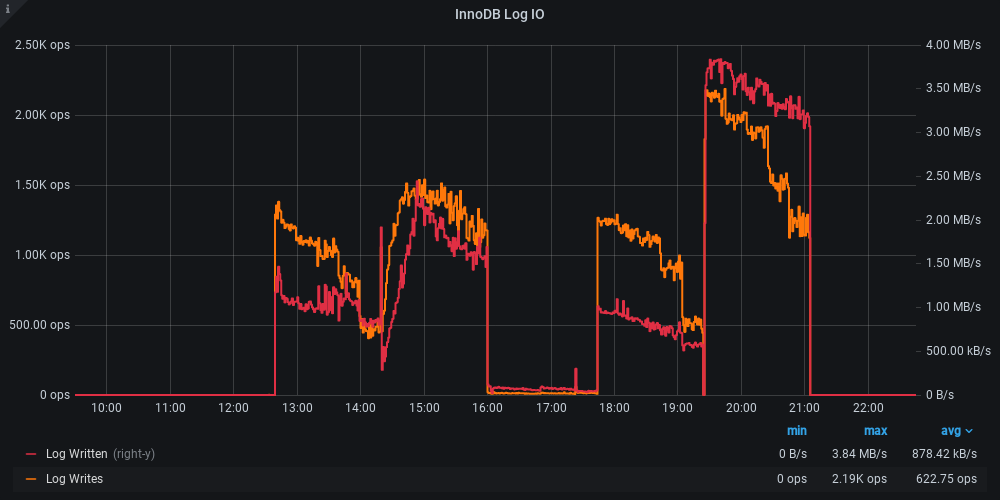 i
InnoDB Log IO
2.50K ops 4.00 MB/s
2.00K ops 3.50 MB/s
3.00 MB/s
1.50K ops 2.50 MB/s
2.00 MB/s
1.00K ops 1.50 MB/s
1.00 MB/s
500.00 ops 500.00 kB/s
0 ops 0 B/s
10:00 11:00 12:00 13:00 14:00 15:00 16:00 17:00 18:00 19:00 20:00 21:00 22:00
min max avg
Log Written (right-y) 0 B/s 3.84 MB/s 878.42 kB/s
Log Writes 0 ops 2.19K ops 622.75 ops